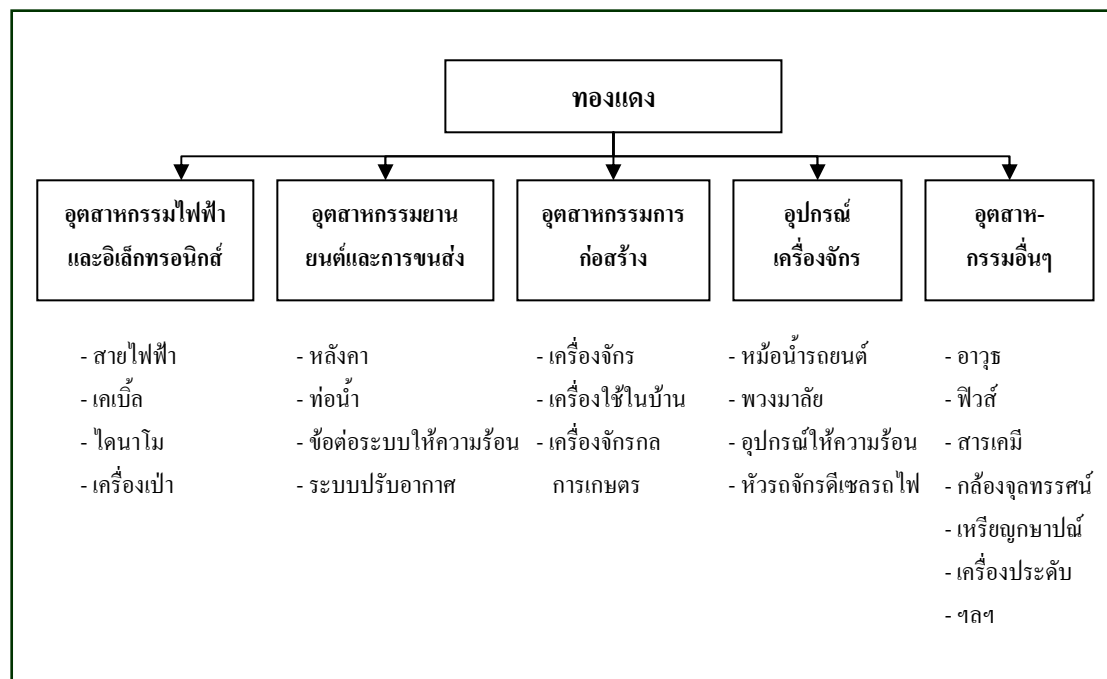 ทองแดง
อุตสาหกรรมไฟฟ้า
และอิเล็กทรอนิกส์
อุตสาหกรรมยาน
ยนต์และการขนส่ง
อุตสาหกรรมการ
ก่อสร้าง
อุปกรณ์
เครื่องจักร
อุตสาห-
กรรมอื่นๆ
- สายไฟฟ้า
- เคเบิ้ล
- ไดนาโม
- เครื่องเป่า
- หลังคา
- ท่อน้ำ
- ข้อต่อระบบให้ความร้อน
- ระบบปรับอากาศ
- เครื่องจักร
- เครื่องใช้ในบ้าน
- เครื่องจักรกล
การเกษตร
- หม้อน้ำรถยนต์
- พวงมาลัย
- อุปกรณ์ให้ความร้อน
- หัวรถจักรดีเซลรถไฟ
- อาวุธ
- ฟิวส์
- สารเคมี
- กล้องจุลทรรศน์
- เหรียญกษาปณ์
- เครื่องประดับ
- ฯลฯ